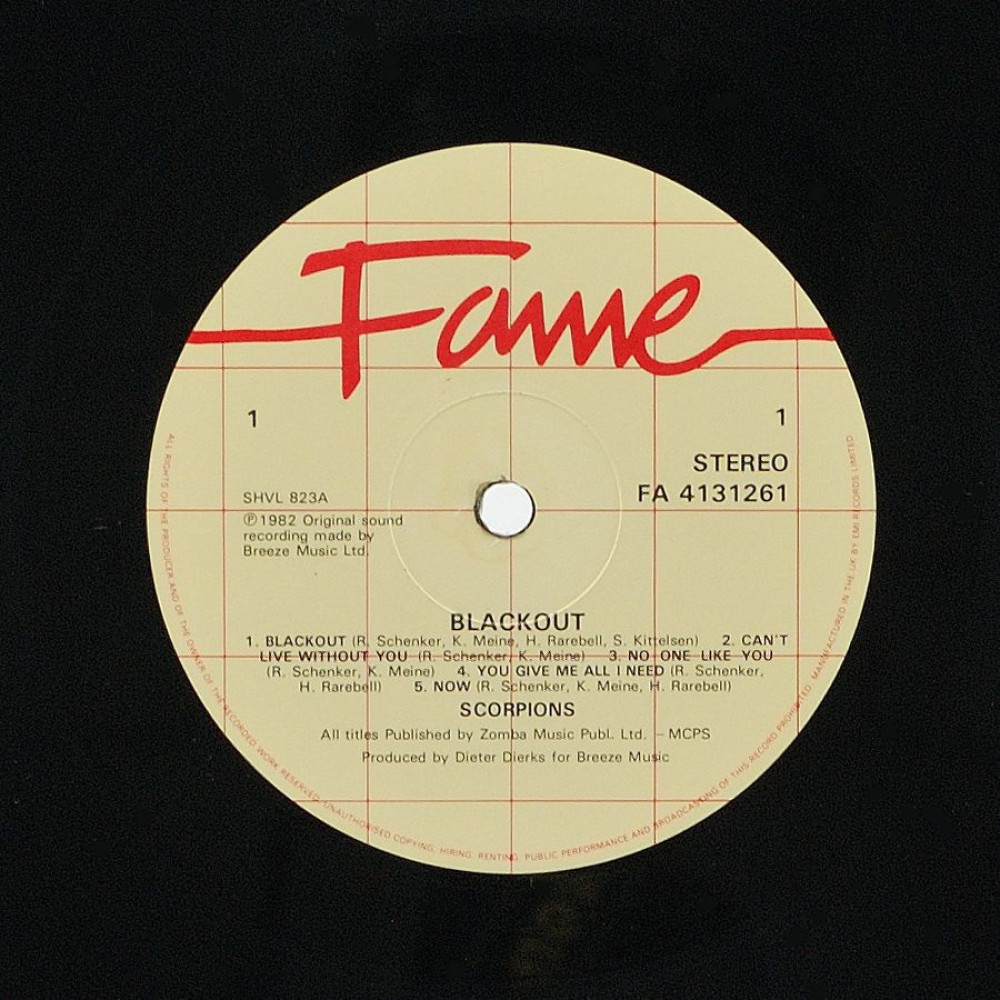 Fame
1
1
STEREO
FA 4131261
SHVL 823A
℗ 1982 Original sound
recording made by
Breeze Music Ltd.
BLACKOUT
1. BLACKOUT (R. Schenker, K. Meine, H. Rarebell, S. Kittelsen) 2. CAN'T
LIVE WITHOUT YOU (R. Schenker, K. Meine) 3. NO ONE LIKE YOU
(R. Schenker, K. Meine) 4. YOU GIVE ME ALL I NEED (R. Schenker,
H. Rarebell) 5. NOW (R. Schenker, K. Meine, H. Rarebell)
SCORPIONS
All titles Published by Zomba Music Publ. Ltd. – MCPS
Produced by Dieter Dierks for Breeze Music
ALL RIGHTS OF THE PRODUCER AND OF THE OWNER OF THE RECORDED WORK RESERVED. UNAUTHORISED COPYING, HIRING, RENTING, PUBLIC PERFORMANCE AND BROADCASTING OF THIS RECORD PROHIBITED. MANUFACTURED IN THE UK BY EMI RECORDS LIMITED